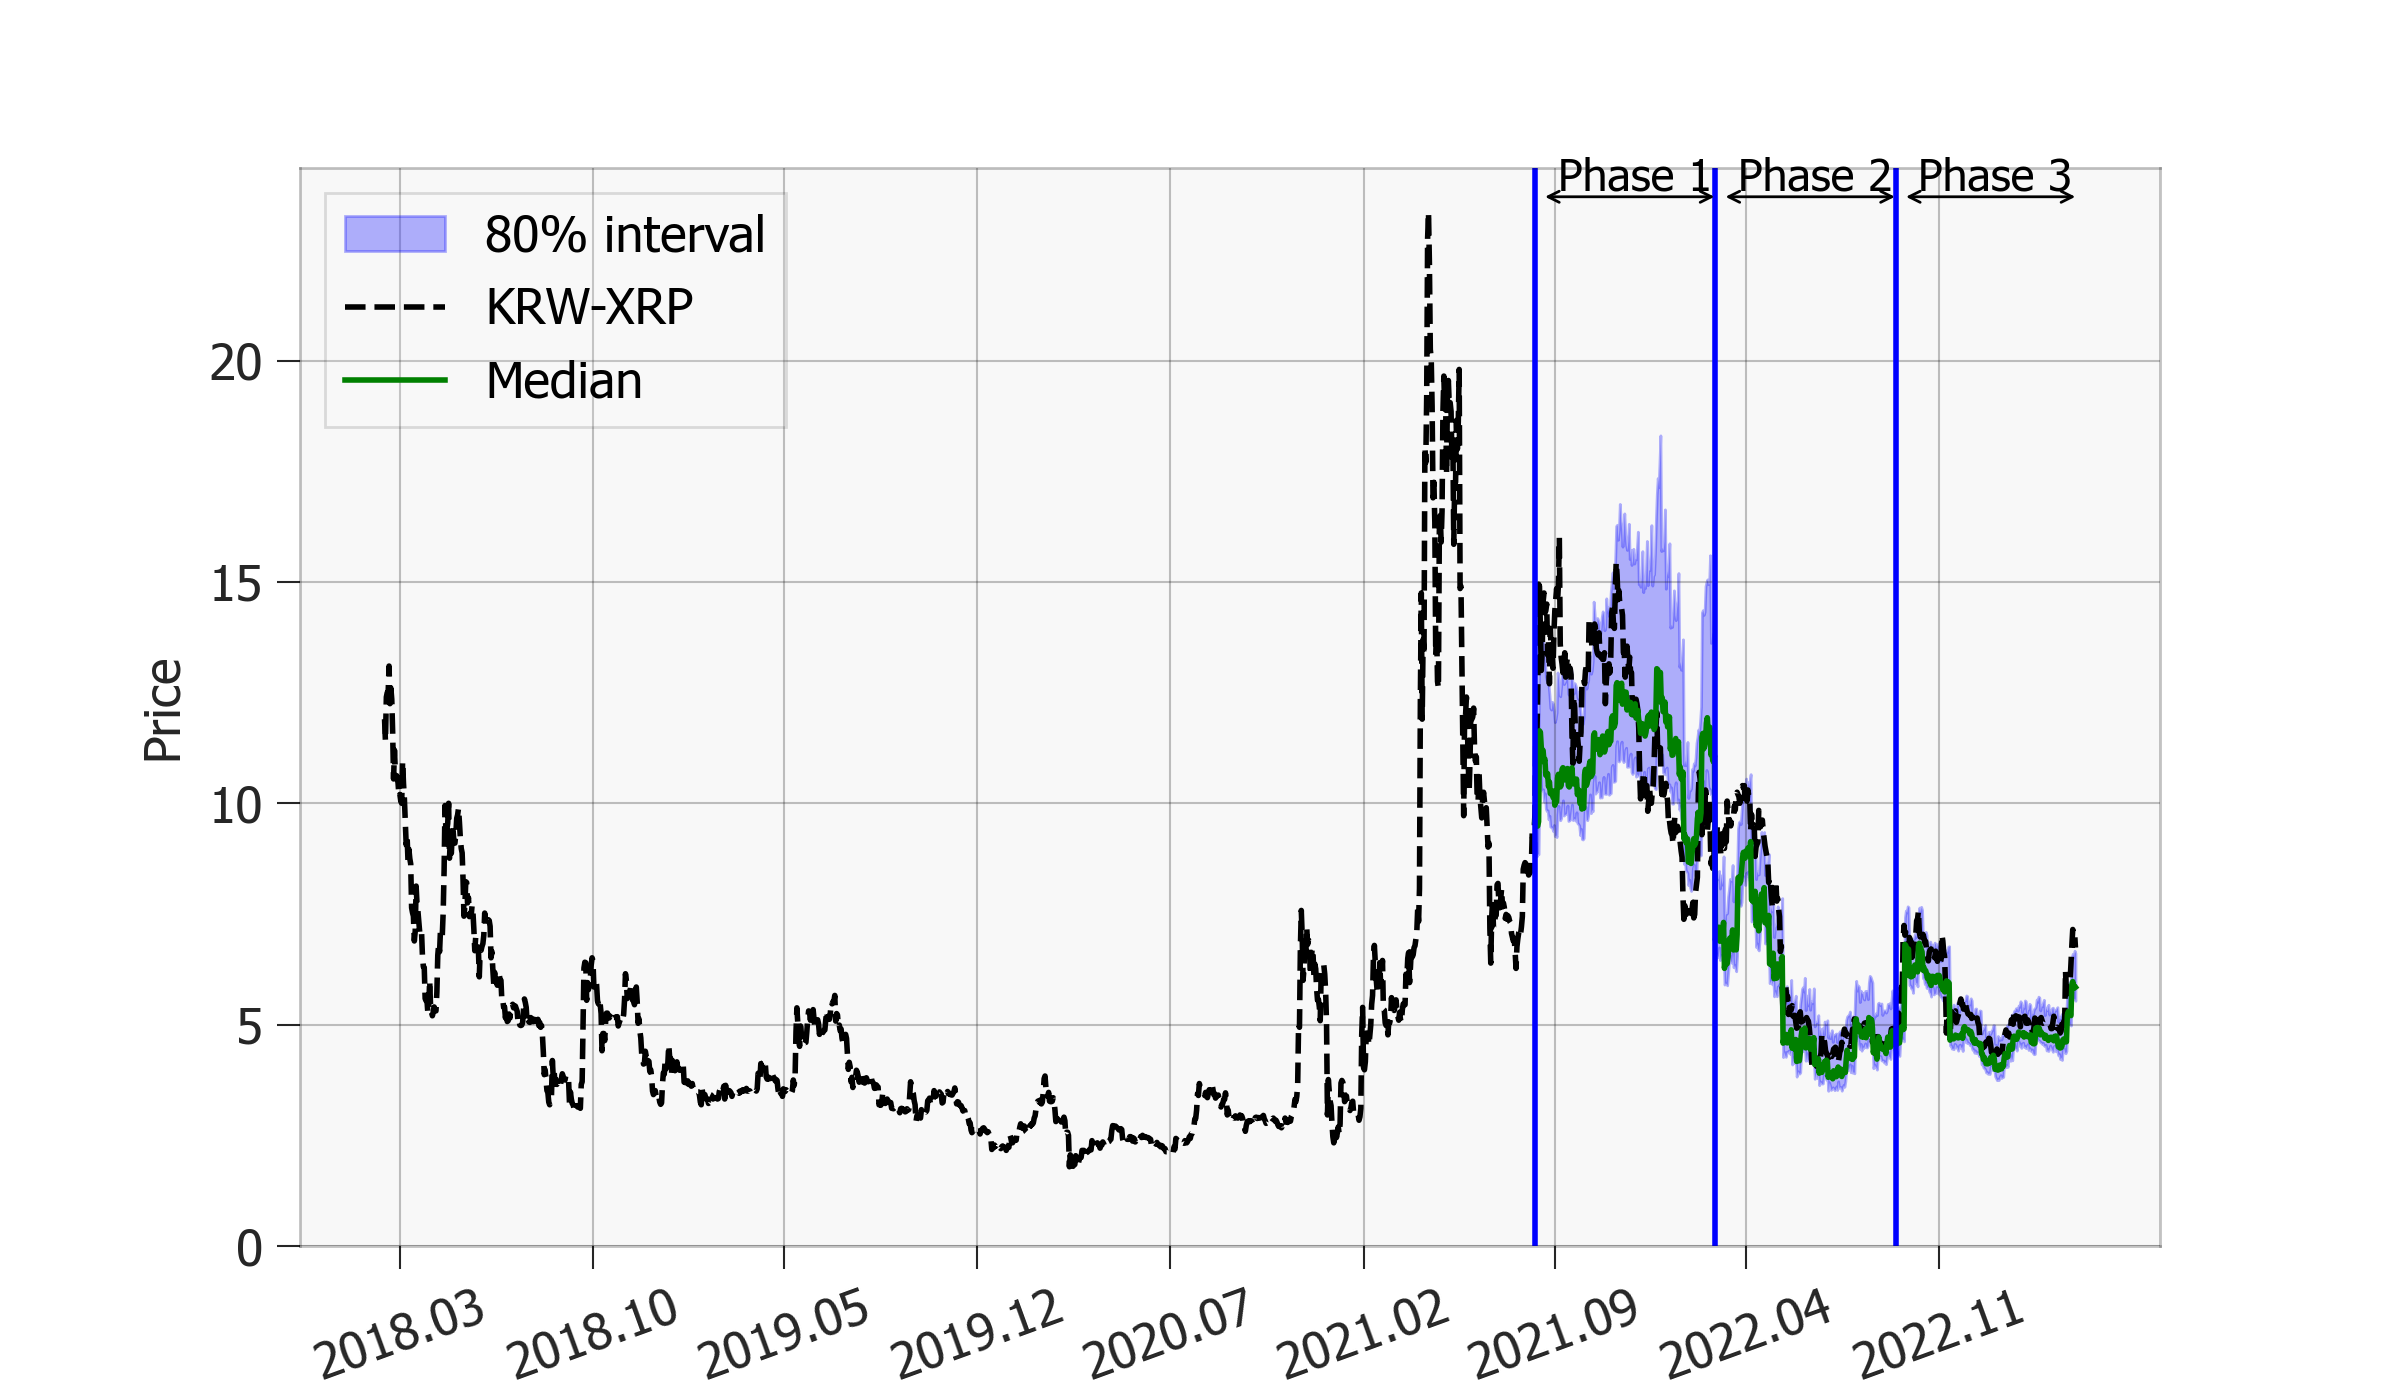 Phase 1
Phase 2
Phase 3
80% interval
KRW-XRP
Median
Price
20
15
10
5
0
2018.03
2018.10
2019.05
2019.12
2020.07
2021.02
2021.09
2022.04
2022.11